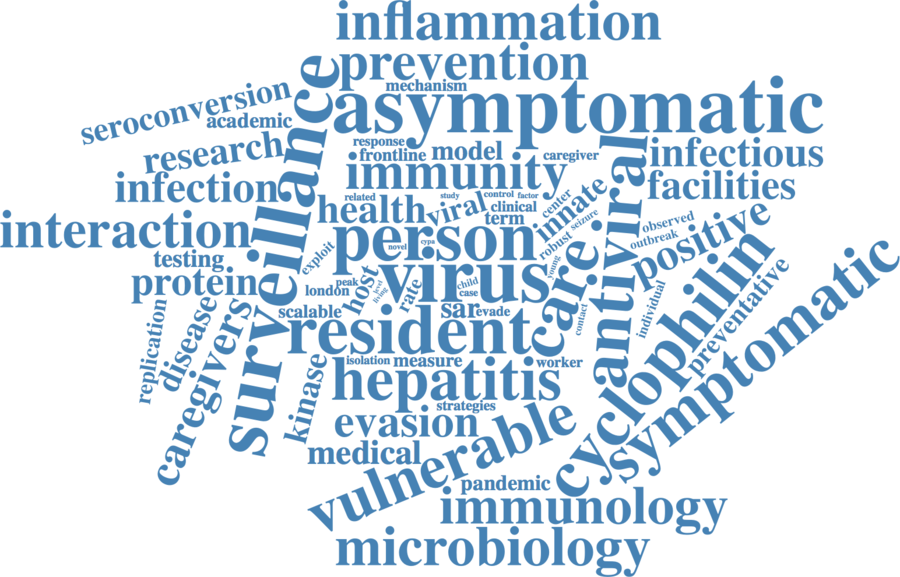 inflammation
prevention
mechanism
asymptomatic
seroconversion
academic
surveillance
response
frontline
model
caregiver
research
immunity
infectious
infection
facilities
related
study
control
factor
health
viral
clinical
term
center
innate
antiviral
interaction
person
novel
cypa
robust
seizure
observed
outbreak
positive
testing
exploit
protein
virus
host
peak
level
living
rate
child
case
young
care
london
scalable
sar
evade
contact
individual
cyclophilin
preventative
symptomatic
replication
disease
caregivers
resident
kinase
isolation
measure
worker
hepatitis
strategies
evasion
medical
vulnerable
pandemic
immunology
microbiology